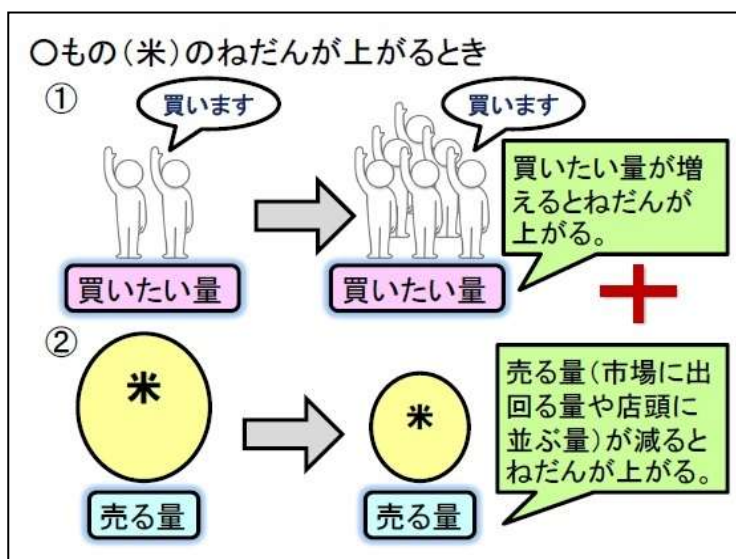 〇もの(米)のねだんが上がるとき
①
買います
買います
買いたい量が増
えるとねだんが
上がる。
買いたい量
買いたい量
②
米
米
売る量(市場に出
回る量や店頭に
並ぶ量)が減ると
ねだんが上がる。
売る量
売る量